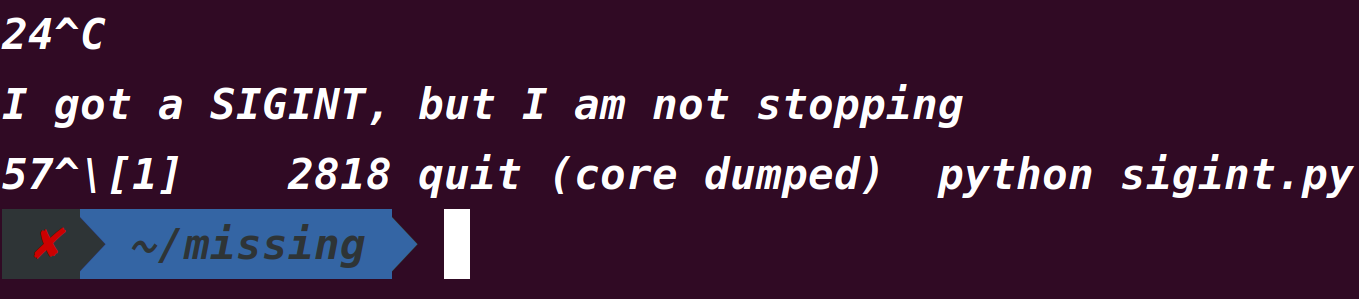 24^C
I got a SIGINT, but I am not stopping
57^\[1]    2818 quit (core dumped)  python sigint.py
✘ ~/missing